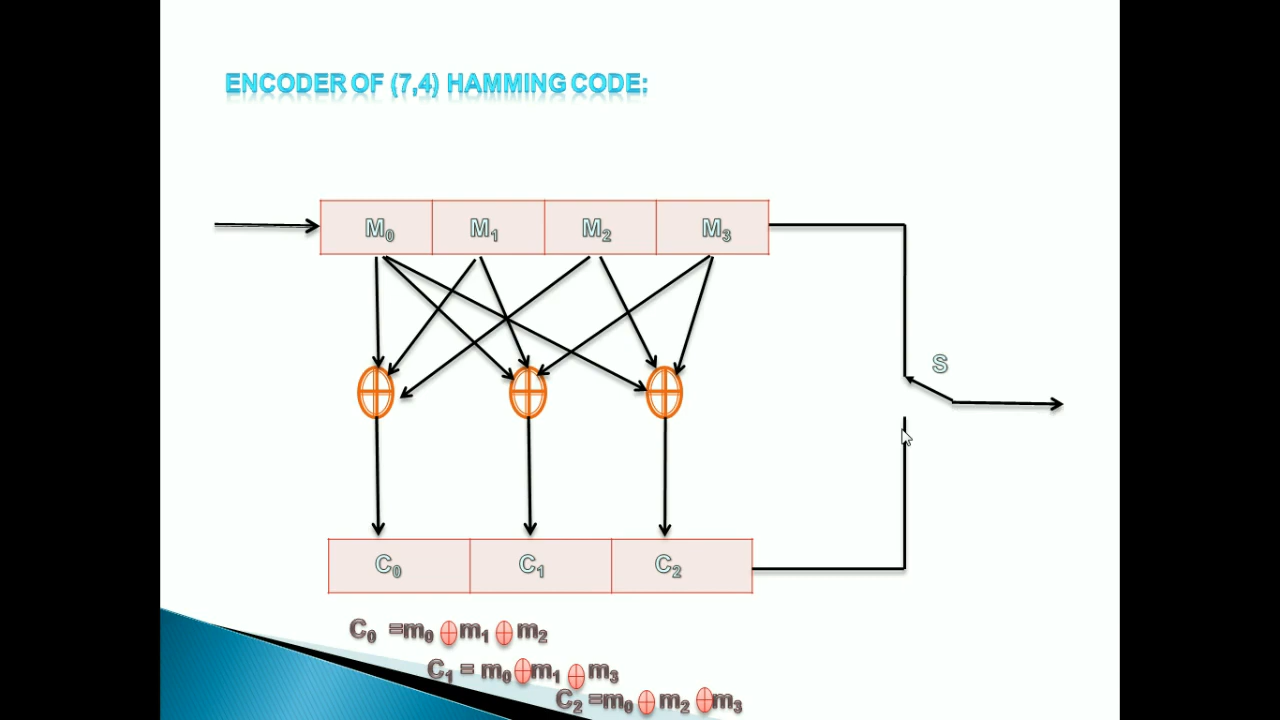 ENCODER OF (7,4) HAMMING CODE:
M₀ M₁ M₂ M₃
S
C₀ C₁ C₂
C₀ =m₀⊕m₁⊕m₂
C₁ = m₀⊕m₁⊕m₃
C₂ =m₀⊕m₂⊕m₃